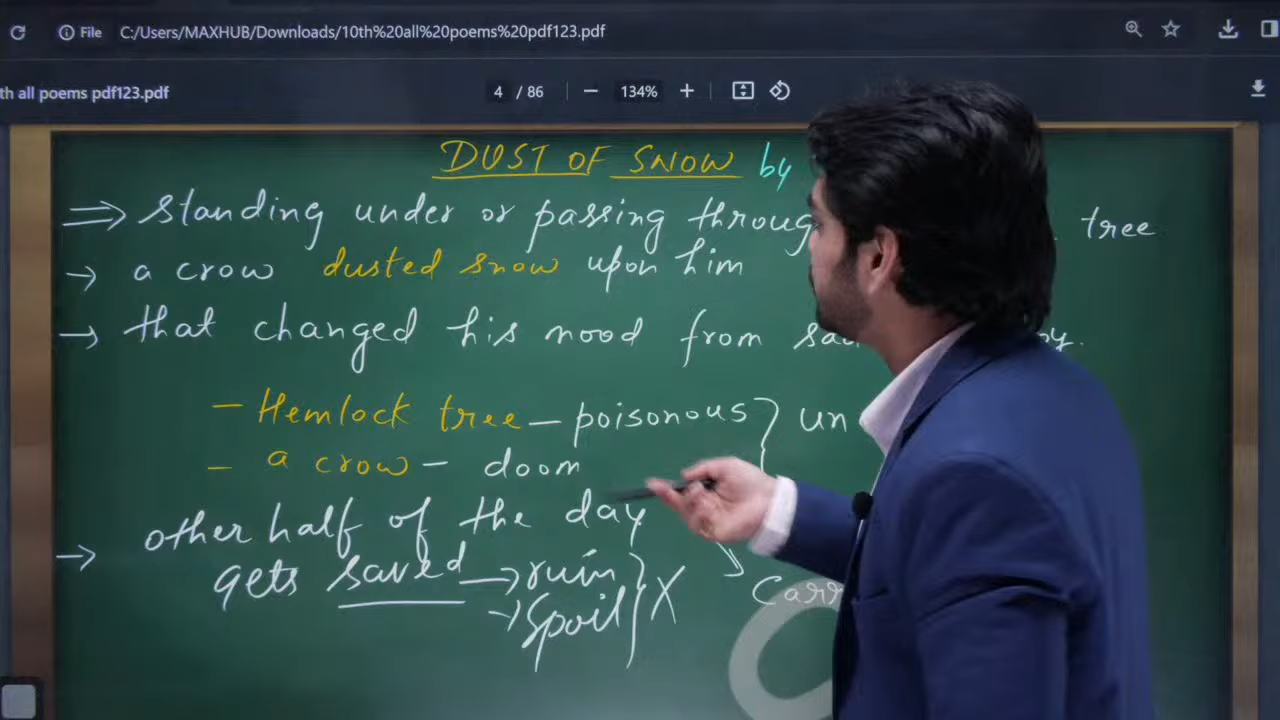 File C:/Users/MAXHUB/Downloads/10th%20all%20poems%20pdf123.pdf
th all poems pdf123.pdf
4 / 86 134%
DUST OF SNOW by
⇒ standing under or passing throug tree
→ a crow dusted snow upon him
→ that changed his mood from
- Hemlock tree - poisonous } un
- a crow - doom
→ other half of the day
gets saved → ruin
→ spoil } X
Carr